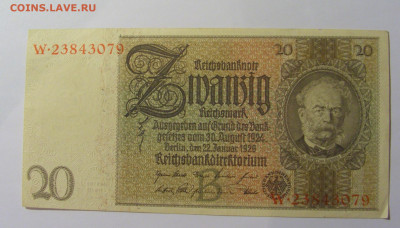 COINS.LAVE.RU
W·23843079
20
20
Reichsbanknote
Zwanzig
Reichsmark
Ausgegeben auf Grund des Bank
gesetzes vom 30. August 1924
Berlin, den 22. Januar 1929
Reichsbankdirektorium
20
B
W·23843079